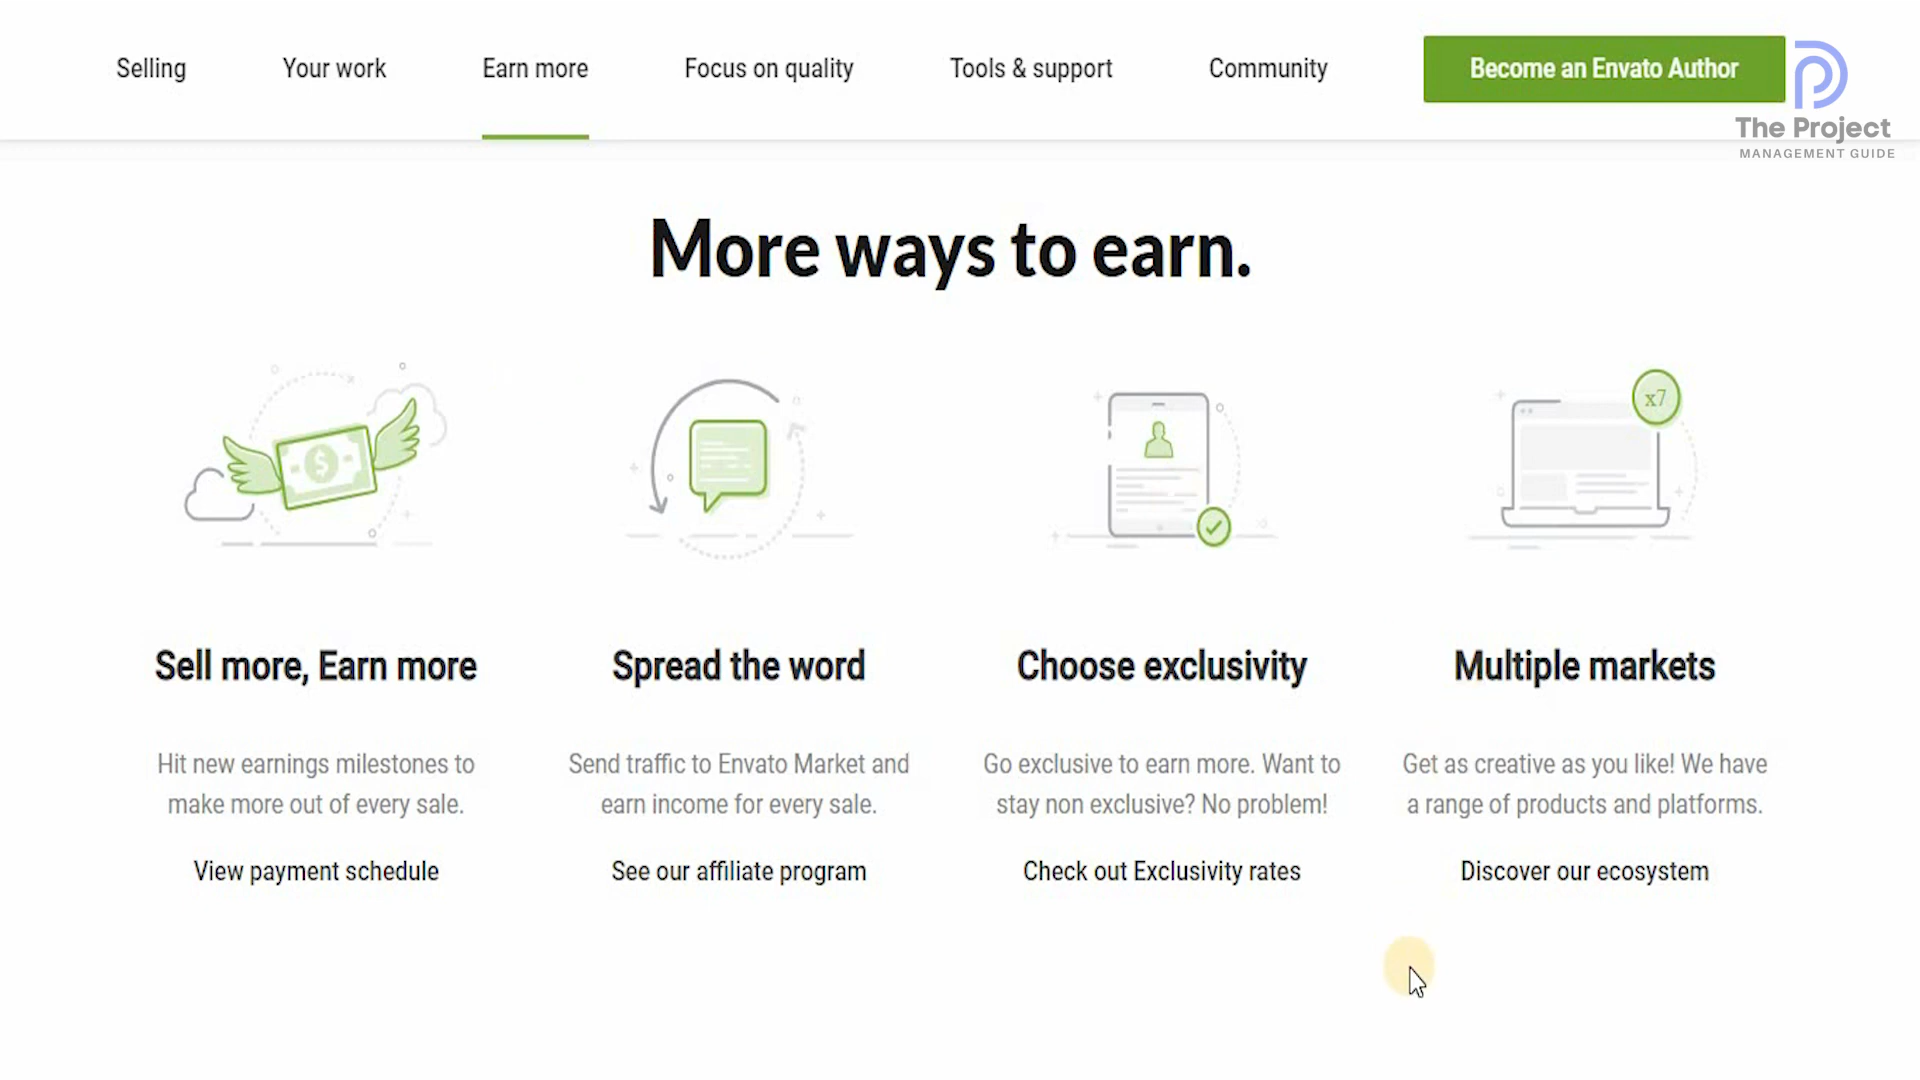 Selling
Your work
Earn more
Focus on quality
Tools & support
Community
Become an Envato Author
The Project
MANAGEMENT GUIDE
More ways to earn.
$
x7
Sell more, Earn more
Hit new earnings milestones to
make more out of every sale.
View payment schedule
Spread the word
Send traffic to Envato Market and
earn income for every sale.
See our affiliate program
Choose exclusivity
Go exclusive to earn more. Want to
stay non exclusive? No problem!
Check out Exclusivity rates
Multiple markets
Get as creative as you like! We have
a range of products and platforms.
Discover our ecosystem